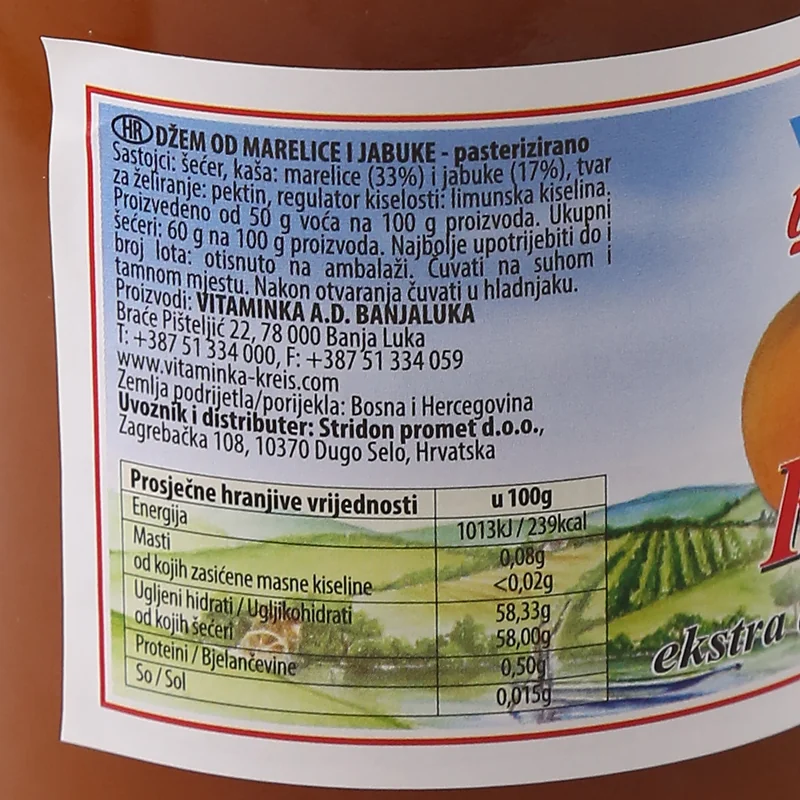 HR DŽEM OD MARELICE I JABUKE - pasterizirano
Sastojci: šećer, kaša: marelice (33%) i jabuke (17%), tvar
za želiranje: pektin, regulator kiselosti: limunska kiselina.
Proizvedeno od 50 g voća na 100 g proizvoda. Ukupni
šećeri: 60 g na 100 g proizvoda. Najbolje upotrijebiti do i
broj lota: otisnuto na ambalaži. Čuvati na suhom i
tamnom mjestu. Nakon otvaranja čuvati u hladnjaku.
Proizvodi: VITAMINKA A.D. BANJALUKA
Braće Pišteljić 22, 78 000 Banja Luka
T: +387 51 334 000, F: +387 51 334 059
www.vitaminka-kreis.com
Zemlja podrijetla/porijekla: Bosna i Hercegovina
Uvoznik i distributer: Stridon promet d.o.o.,
Zagrebačka 108, 10370 Dugo Selo, Hrvatska
Prosječne hranjive vrijednosti u 100g
Energija 1013kJ / 239kcal
Masti 0,08g
od kojih zasićene masne kiseline <0,02g
Ugljeni hidrati / Ugljikohidrati 58,33g
od kojih šećeri 58,00g
Proteini / Bjelančevine 0,50g
So / Sol 0,015g
ekstra